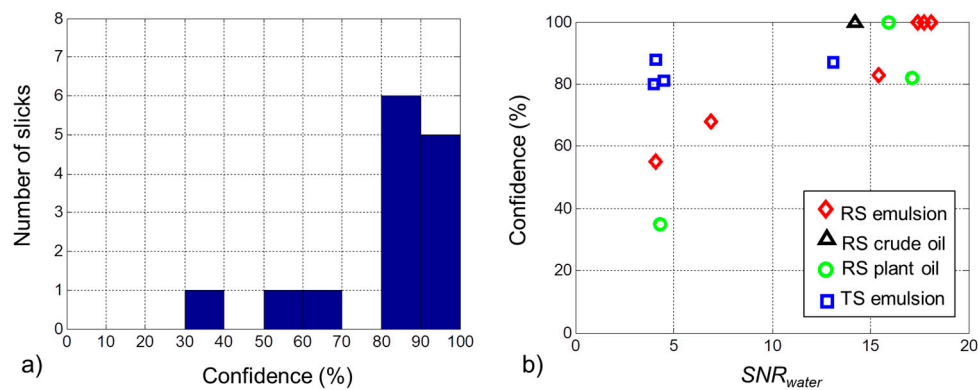 8
7
6
5
4
3
2
1
0
Number of slicks
0 10 20 30 40 50 60 70 80 90 100
Confidence (%)
a)
100
80
60
40
100
0
Confidence (%)
0 5 10 15 20
SNRwater
b)
RS emulsion
RS crude oil
RS plant oil
TS emulsion